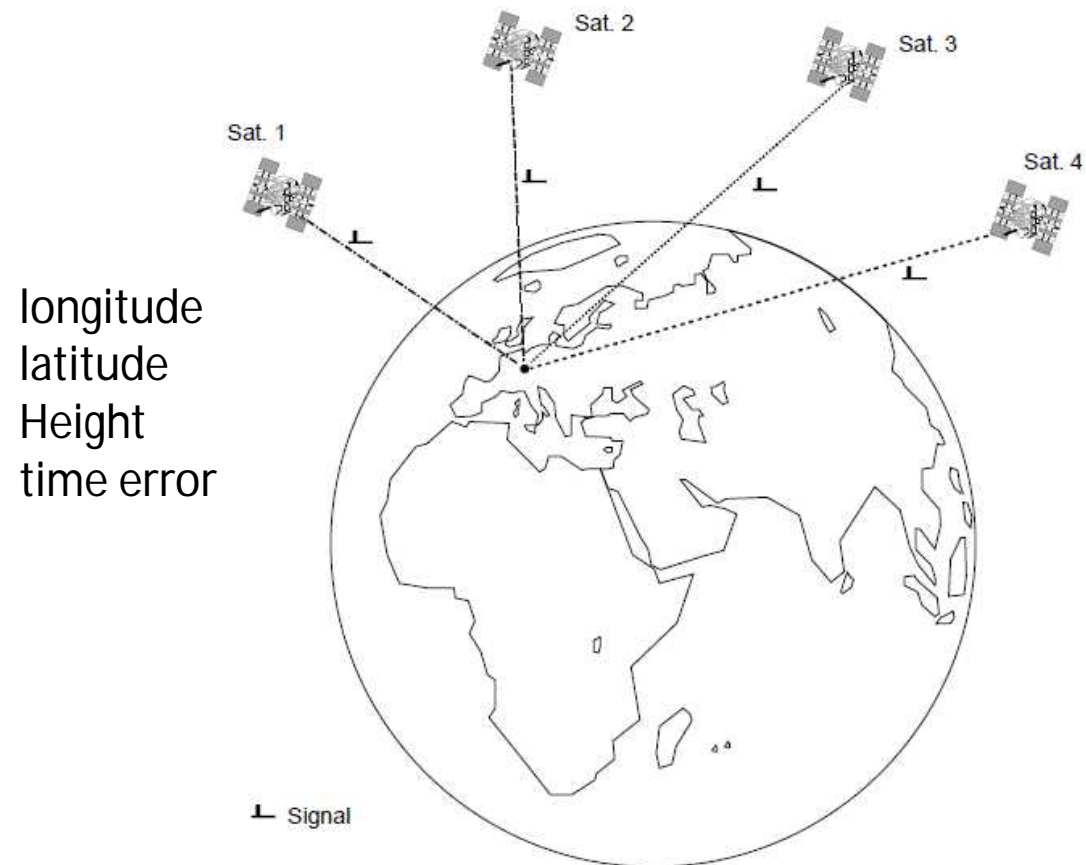 Sat. 2
Sat. 3
Sat. 1
Sat. 4
longitude
latitude
Height
time error
Signal